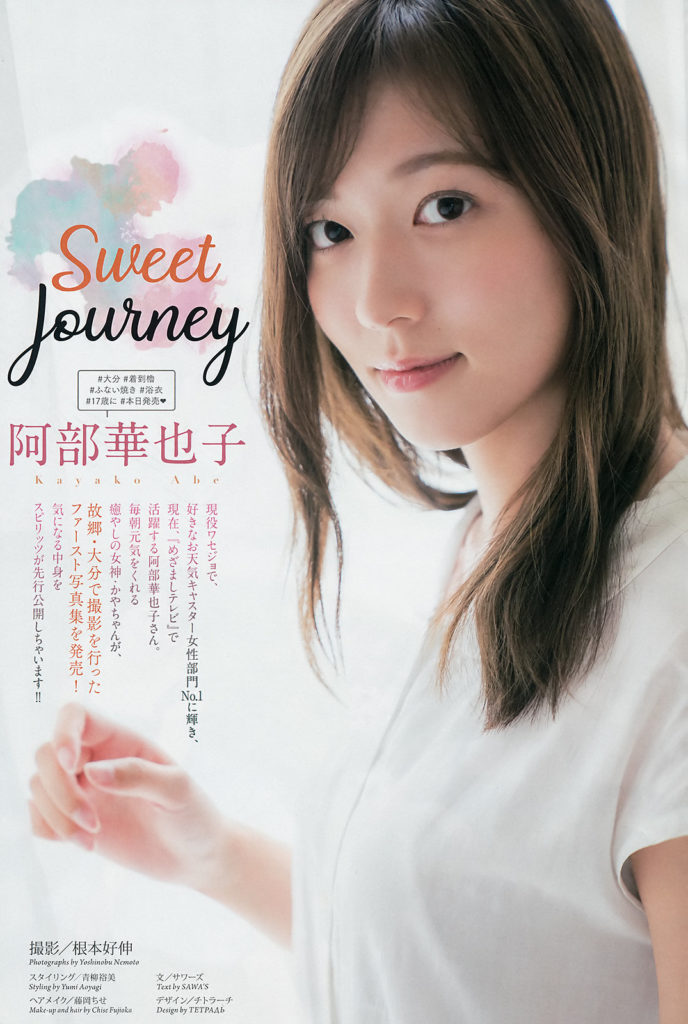 Sweet
Journey
#大分 #着到櫓
#ふない焼き #浴衣
#17歳に #本日発売♥
阿部華也子
Kayako Abe
現役ワセジョで、
好きなお天気キャスター女性部門No.1に輝き、
現在、『めざましテレビ』で
活躍する阿部華也子さん。
毎朝元気をくれる
癒やしの女神・かやちゃんが、
故郷・大分で撮影を行った
ファースト写真集を発売！
気になる中身を
スピリッツが先行公開しちゃいます!!
撮影／根本好伸
Photographs by Yoshinobu Nemoto
スタイリング／青柳裕美
Styling by Yumi Aoyagi
文／サワーズ
Text by SAWA'S
ヘアメイク／藤岡ちせ
Make-up and hair by Chise Fujioka
デザイン／チトラーチ
Design by ТЕТРАДЬ